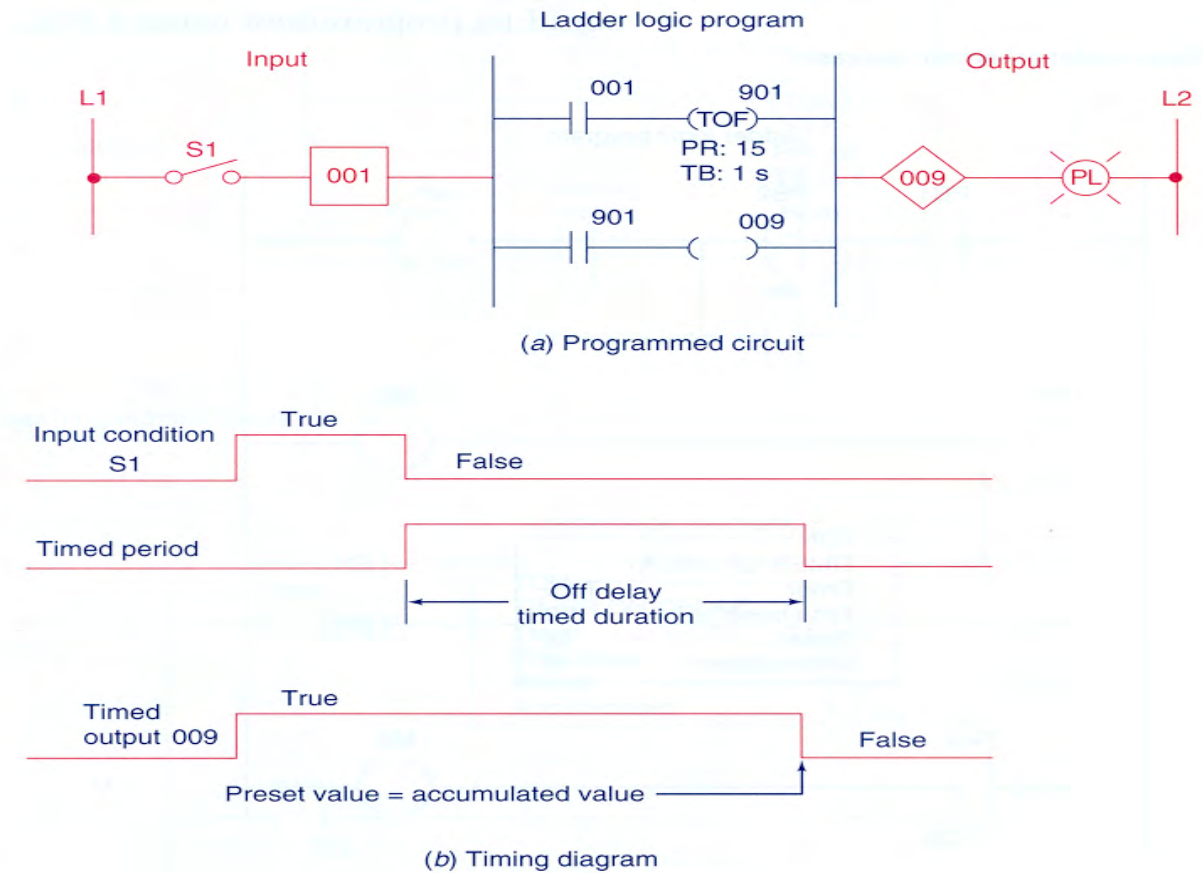 Ladder logic program
Input
Output
L1
S1
001
001
901
(TOF)
PR: 15
TB: 1 s
901
009
( )
009
PL
L2
(a) Programmed circuit
Input condition
S1
True
False
Timed period
Off delay
timed duration
Timed
output 009
True
False
Preset value = accumulated value
(b) Timing diagram